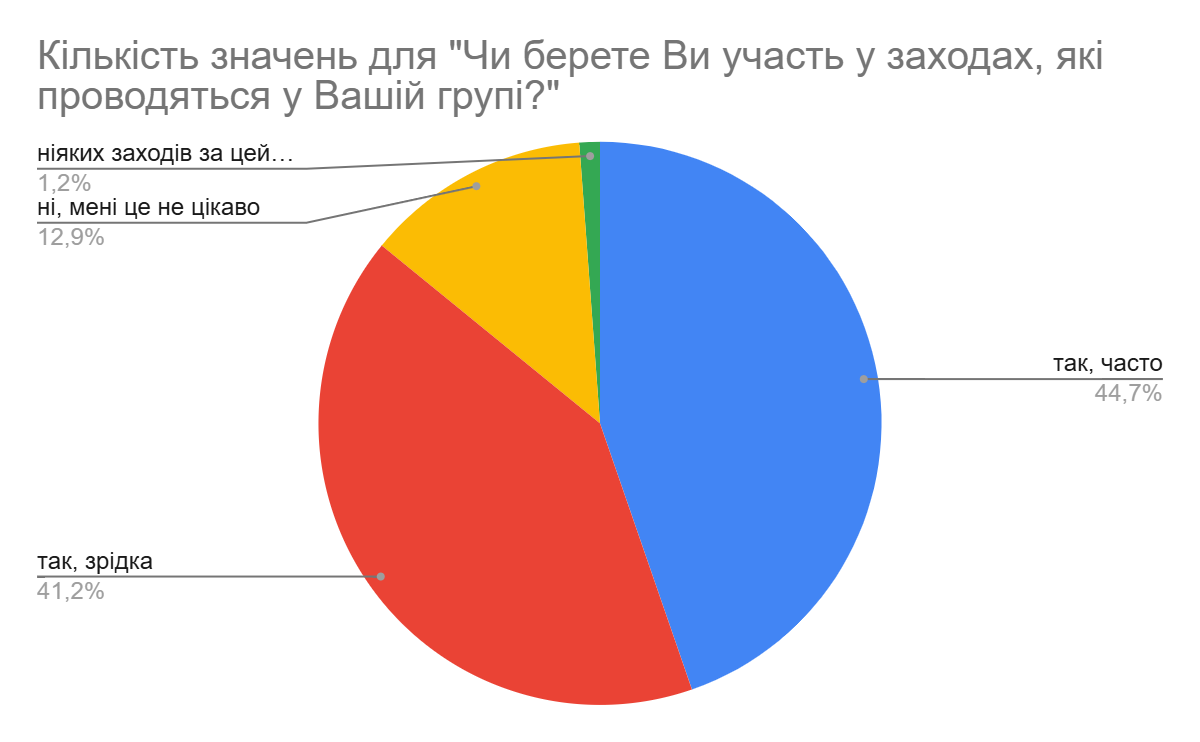 Кількість значень для "Чи берете Ви участь у заходах, які
проводяться у Вашій групі?"
ніяких заходів за цей…
1,2%
ні, мені це не цікаво
12,9%
так, часто
44,7%
так, зрідка
41,2%